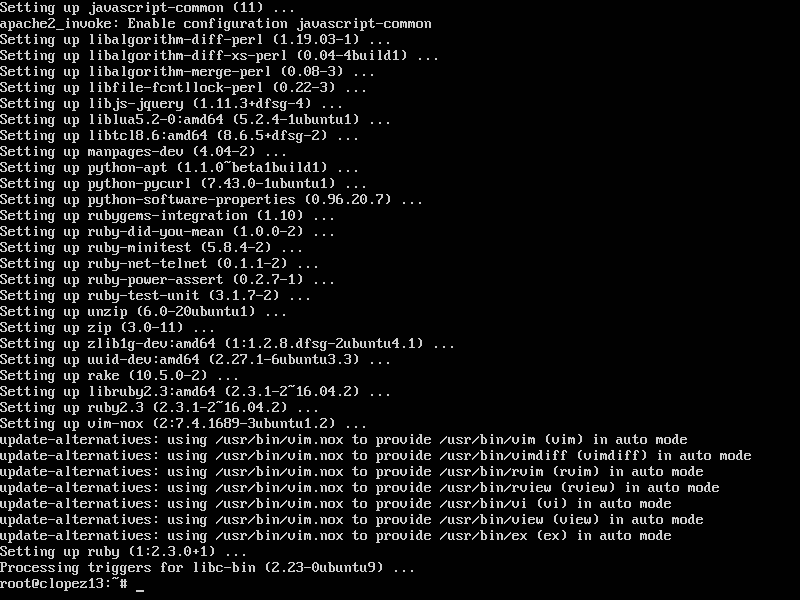 Setting up javascript-common (11) ...
apache2_invoke: Enable configuration javascript-common
Setting up libalgorithm-diff-perl (1.19.03-1) ...
Setting up libalgorithm-diff-xs-perl (0.04-4build1) ...
Setting up libalgorithm-merge-perl (0.08-3) ...
Setting up libfile-fcntllock-perl (0.22-3) ...
Setting up libjs-jquery (1.11.3+dfsg-4) ...
Setting up liblua5.2-0:amd64 (5.2.4-1ubuntu1) ...
Setting up libtcl8.6:amd64 (8.6.5+dfsg-2) ...
Setting up manpages-dev (4.04-2) ...
Setting up python-apt (1.1.0~beta1build1) ...
Setting up python-pycurl (7.43.0-1ubuntu1) ...
Setting up python-software-properties (0.96.20.7) ...
Setting up rubygems-integration (1.10) ...
Setting up ruby-did-you-mean (1.0.0-2) ...
Setting up ruby-minitest (5.8.4-2) ...
Setting up ruby-net-telnet (0.1.1-2) ...
Setting up ruby-power-assert (0.2.7-1) ...
Setting up ruby-test-unit (3.1.7-2) ...
Setting up unzip (6.0-20ubuntu1) ...
Setting up zip (3.0-11) ...
Setting up zlib1g-dev:amd64 (1:1.2.8.dfsg-2ubuntu4.1) ...
Setting up uuid-dev:amd64 (2.27.1-6ubuntu3.3) ...
Setting up rake (10.5.0-2) ...
Setting up libruby2.3:amd64 (2.3.1-2~16.04.2) ...
Setting up ruby2.3 (2.3.1-2~16.04.2) ...
Setting up vim-nox (2:7.4.1689-3ubuntu1.2) ...
update-alternatives: using /usr/bin/vim.nox to provide /usr/bin/vim (vim) in auto mode
update-alternatives: using /usr/bin/vim.nox to provide /usr/bin/vimdiff (vimdiff) in auto mode
update-alternatives: using /usr/bin/vim.nox to provide /usr/bin/rvim (rvim) in auto mode
update-alternatives: using /usr/bin/vim.nox to provide /usr/bin/rview (rview) in auto mode
update-alternatives: using /usr/bin/vim.nox to provide /usr/bin/vi (vi) in auto mode
update-alternatives: using /usr/bin/vim.nox to provide /usr/bin/view (view) in auto mode
update-alternatives: using /usr/bin/vim.nox to provide /usr/bin/ex (ex) in auto mode
Setting up ruby (1:2.3.0+1) ...
Processing triggers for libc-bin (2.23-0ubuntu9) ...
root@clopez13:~# _